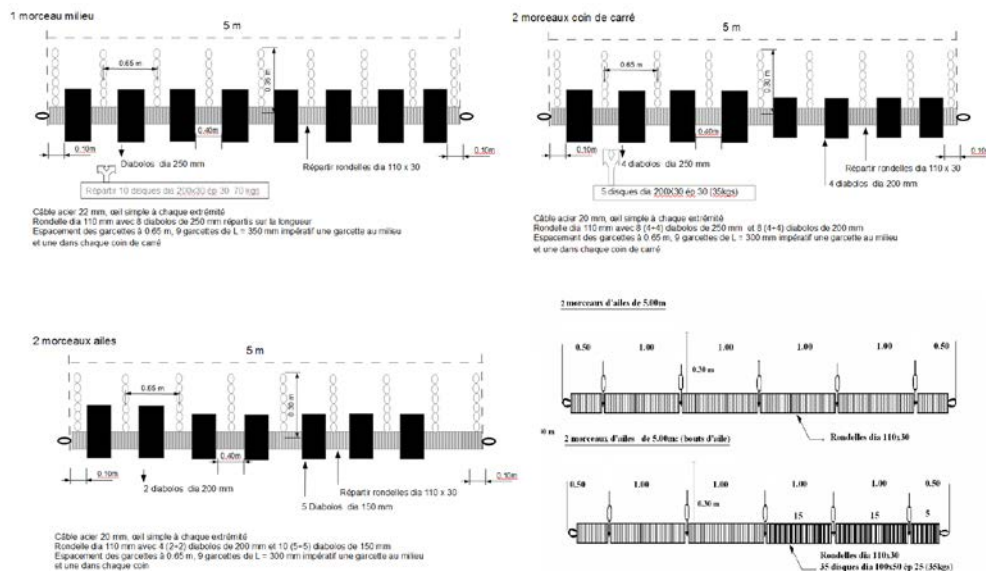 1 morceau milieu
5 m
0.65 m
0.35 m
0.40m
0.10m
0.10m
Diabolos dia 250 mm
Répartir rondelles dia 110 x 30
Répartir 10 disques dia 200x30 ép 30 70 kgs
Câble acier 22 mm, œil simple à chaque extrémité
Rondelle dia 110 mm avec 8 diabolos de 250 mm répartis sur la longueur
Espacement des garcettes à 0.65 m, 9 garcettes de L = 350 mm impératif une garcette au milieu
et une dans chaque coin de carré
2 morceaux coin de carré
5 m
0.65 m
0.30 m
0.40m
0.10m
0.10m
4 diabolos dia 250 mm
Répartir rondelles dia 110 x 30
4 diabolos dia 200 mm
5 disques dia 200X30 ép 30 (35kgs)
Câble acier 20 mm, œil simple à chaque extrémité
Rondelle dia 110 mm avec 8 (4+4) diabolos de 250 mm et 8 (4+4) diabolos de 200 mm
Espacement des garcettes à 0.65 m, 9 garcettes de L = 300 mm impératif une garcette au milieu
et une dans chaque coin de carré
2 morceaux ailes
5 m
0.65 m
0.30 m
0.40m
0.10m
0.10m
2 diabolos dia 200 mm
Répartir rondelles dia 110 x 30
5 Diabolos dia 150 mm
Câble acier 20 mm, œil simple à chaque extrémité
Rondelle dia 110 mm avec 4 (2+2) diabolos de 200 mm et 10 (5+5) diabolos de 150 mm
Espacement des garcettes à 0.65 m, 9 garcettes de L = 300 mm impératif une garcette au milieu
et une dans chaque coin
2 morceaux d'ailes de 5.00m
0.50 1.00 1.00 1.00 1.00 0.50
0.30 m
Rondelles dia 110x30
2 morceaux d'ailes de 5.00m: (bouts d'aile)
0.50 1.00 1.00 1.00 1.00 0.50
0.30 m
15 15 5
Rondelles dia 110x30
35 disques dia 100x50 ép 25 (35kgs)